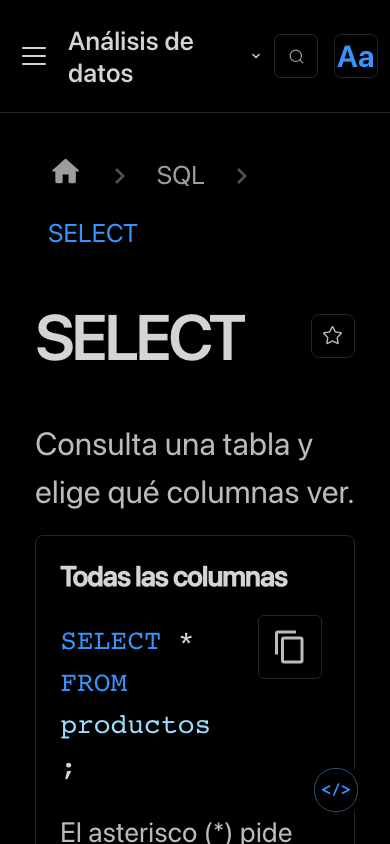 Análisis de
datos
Aa
SQL
SELECT
SELECT
Consulta una tabla y
elige qué columnas ver.
Todas las columnas
SELECT *
FROM
productos
;
</>
El asterisco (*) pide